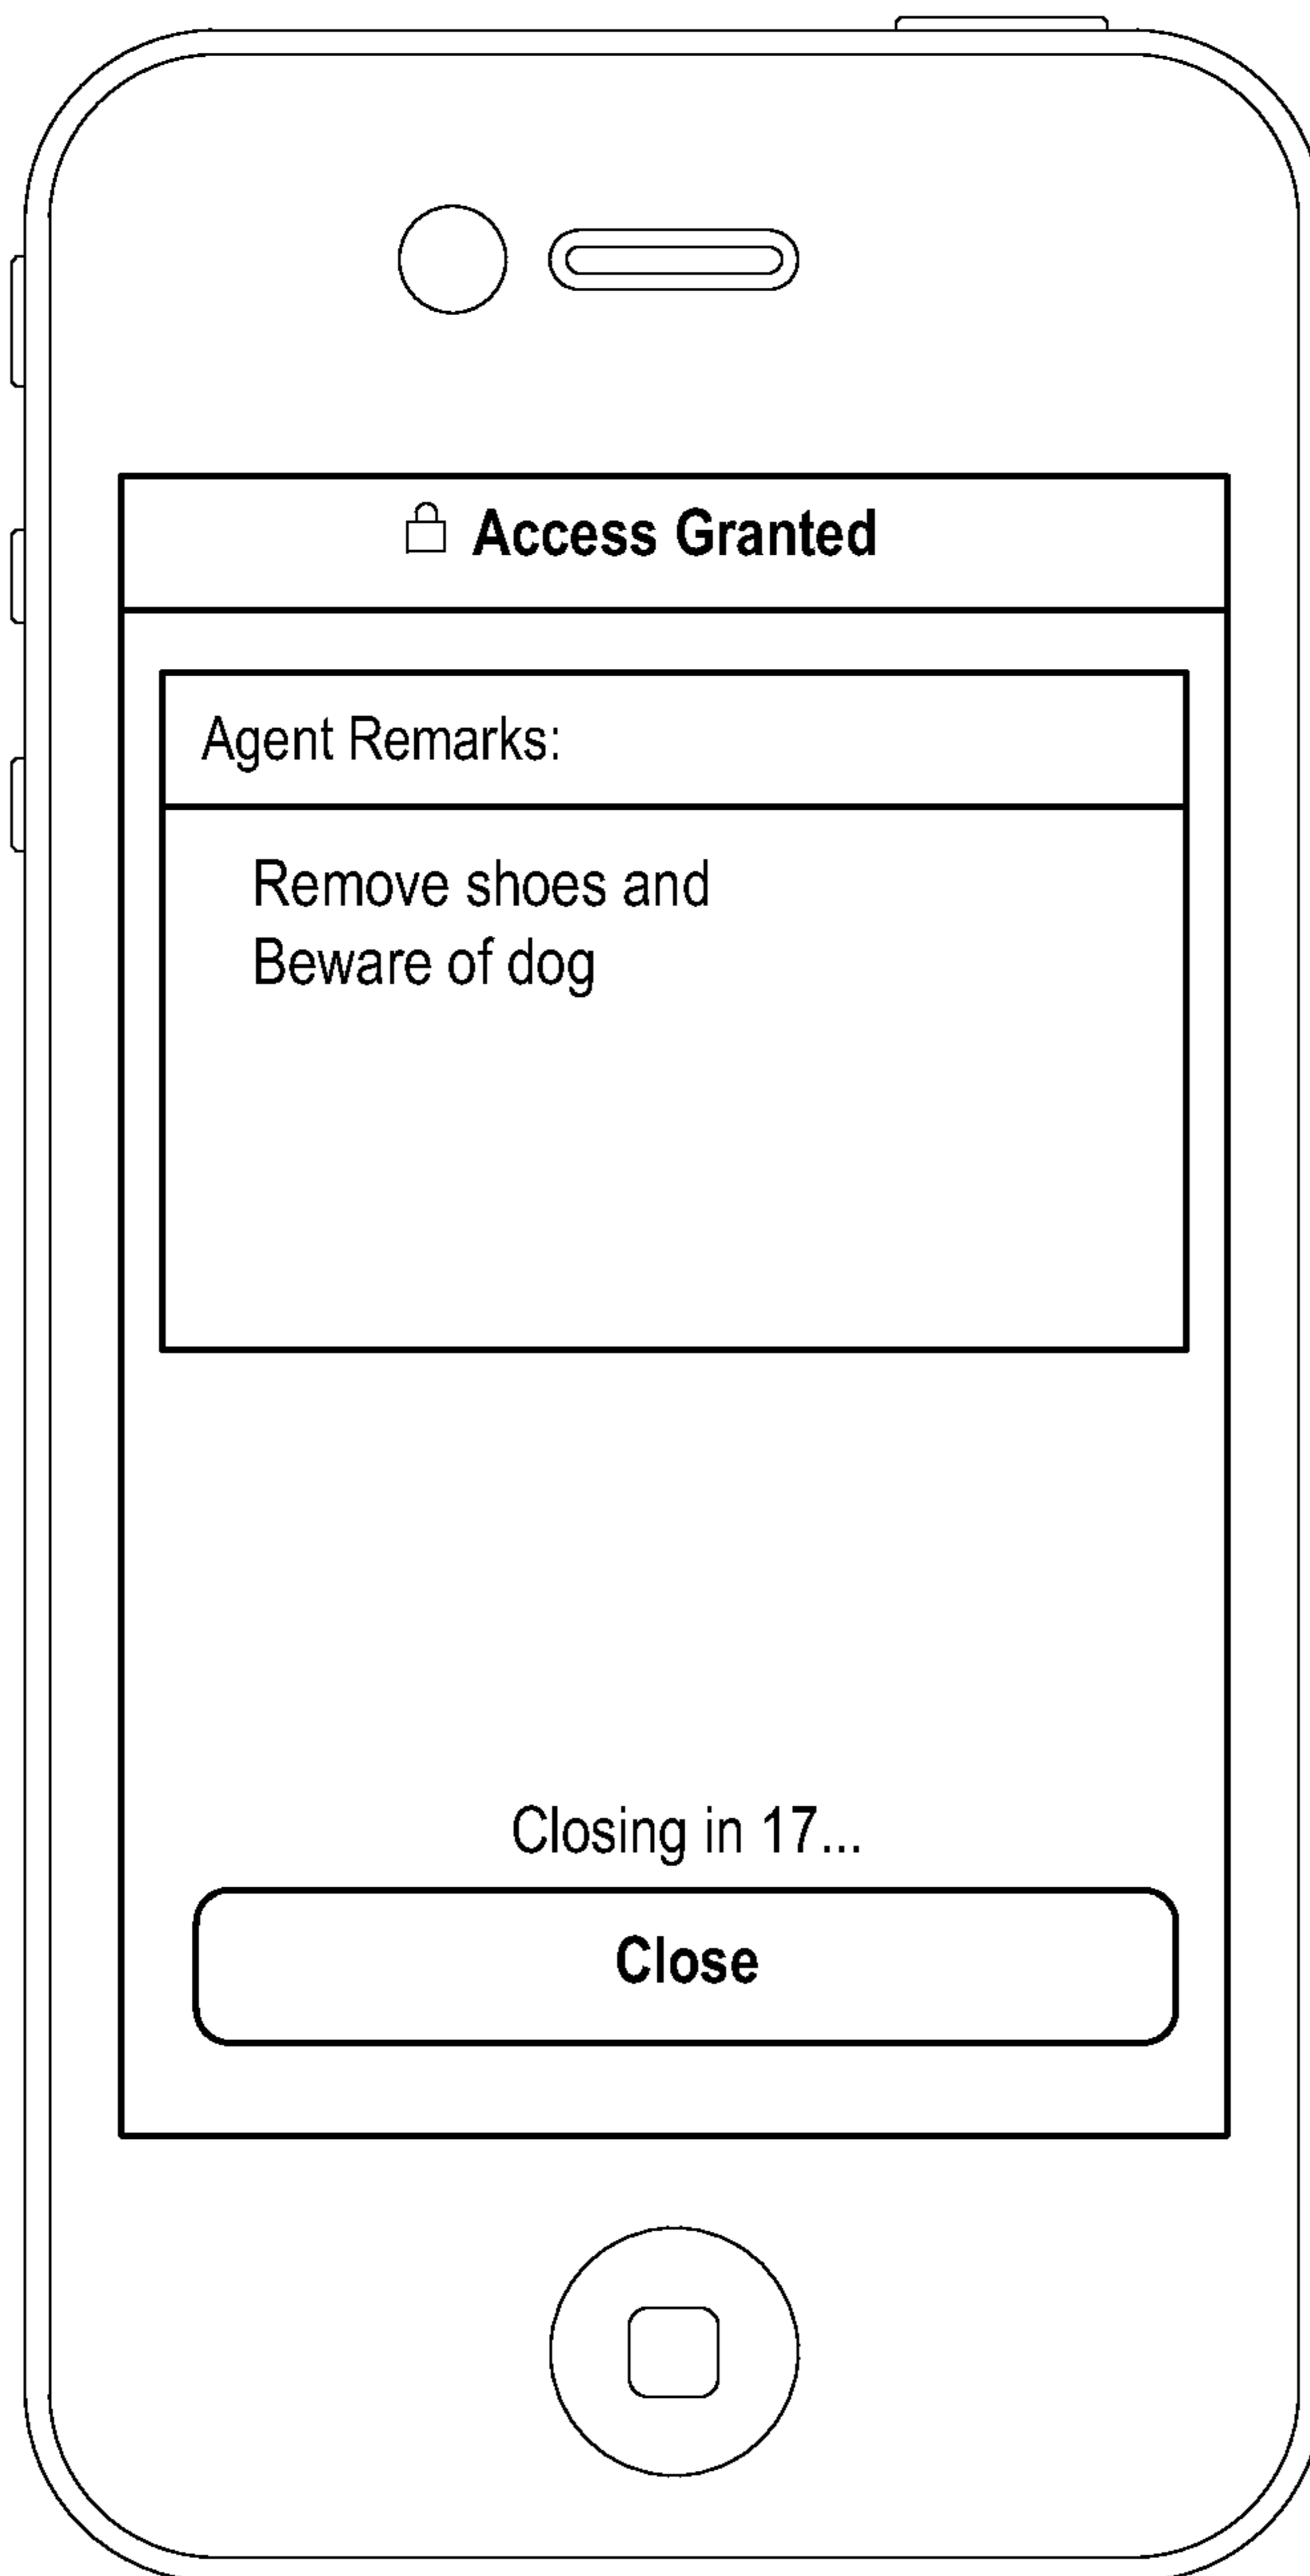 Access Granted
Agent Remarks:
Remove shoes and
Beware of dog
Closing in 17...
Close